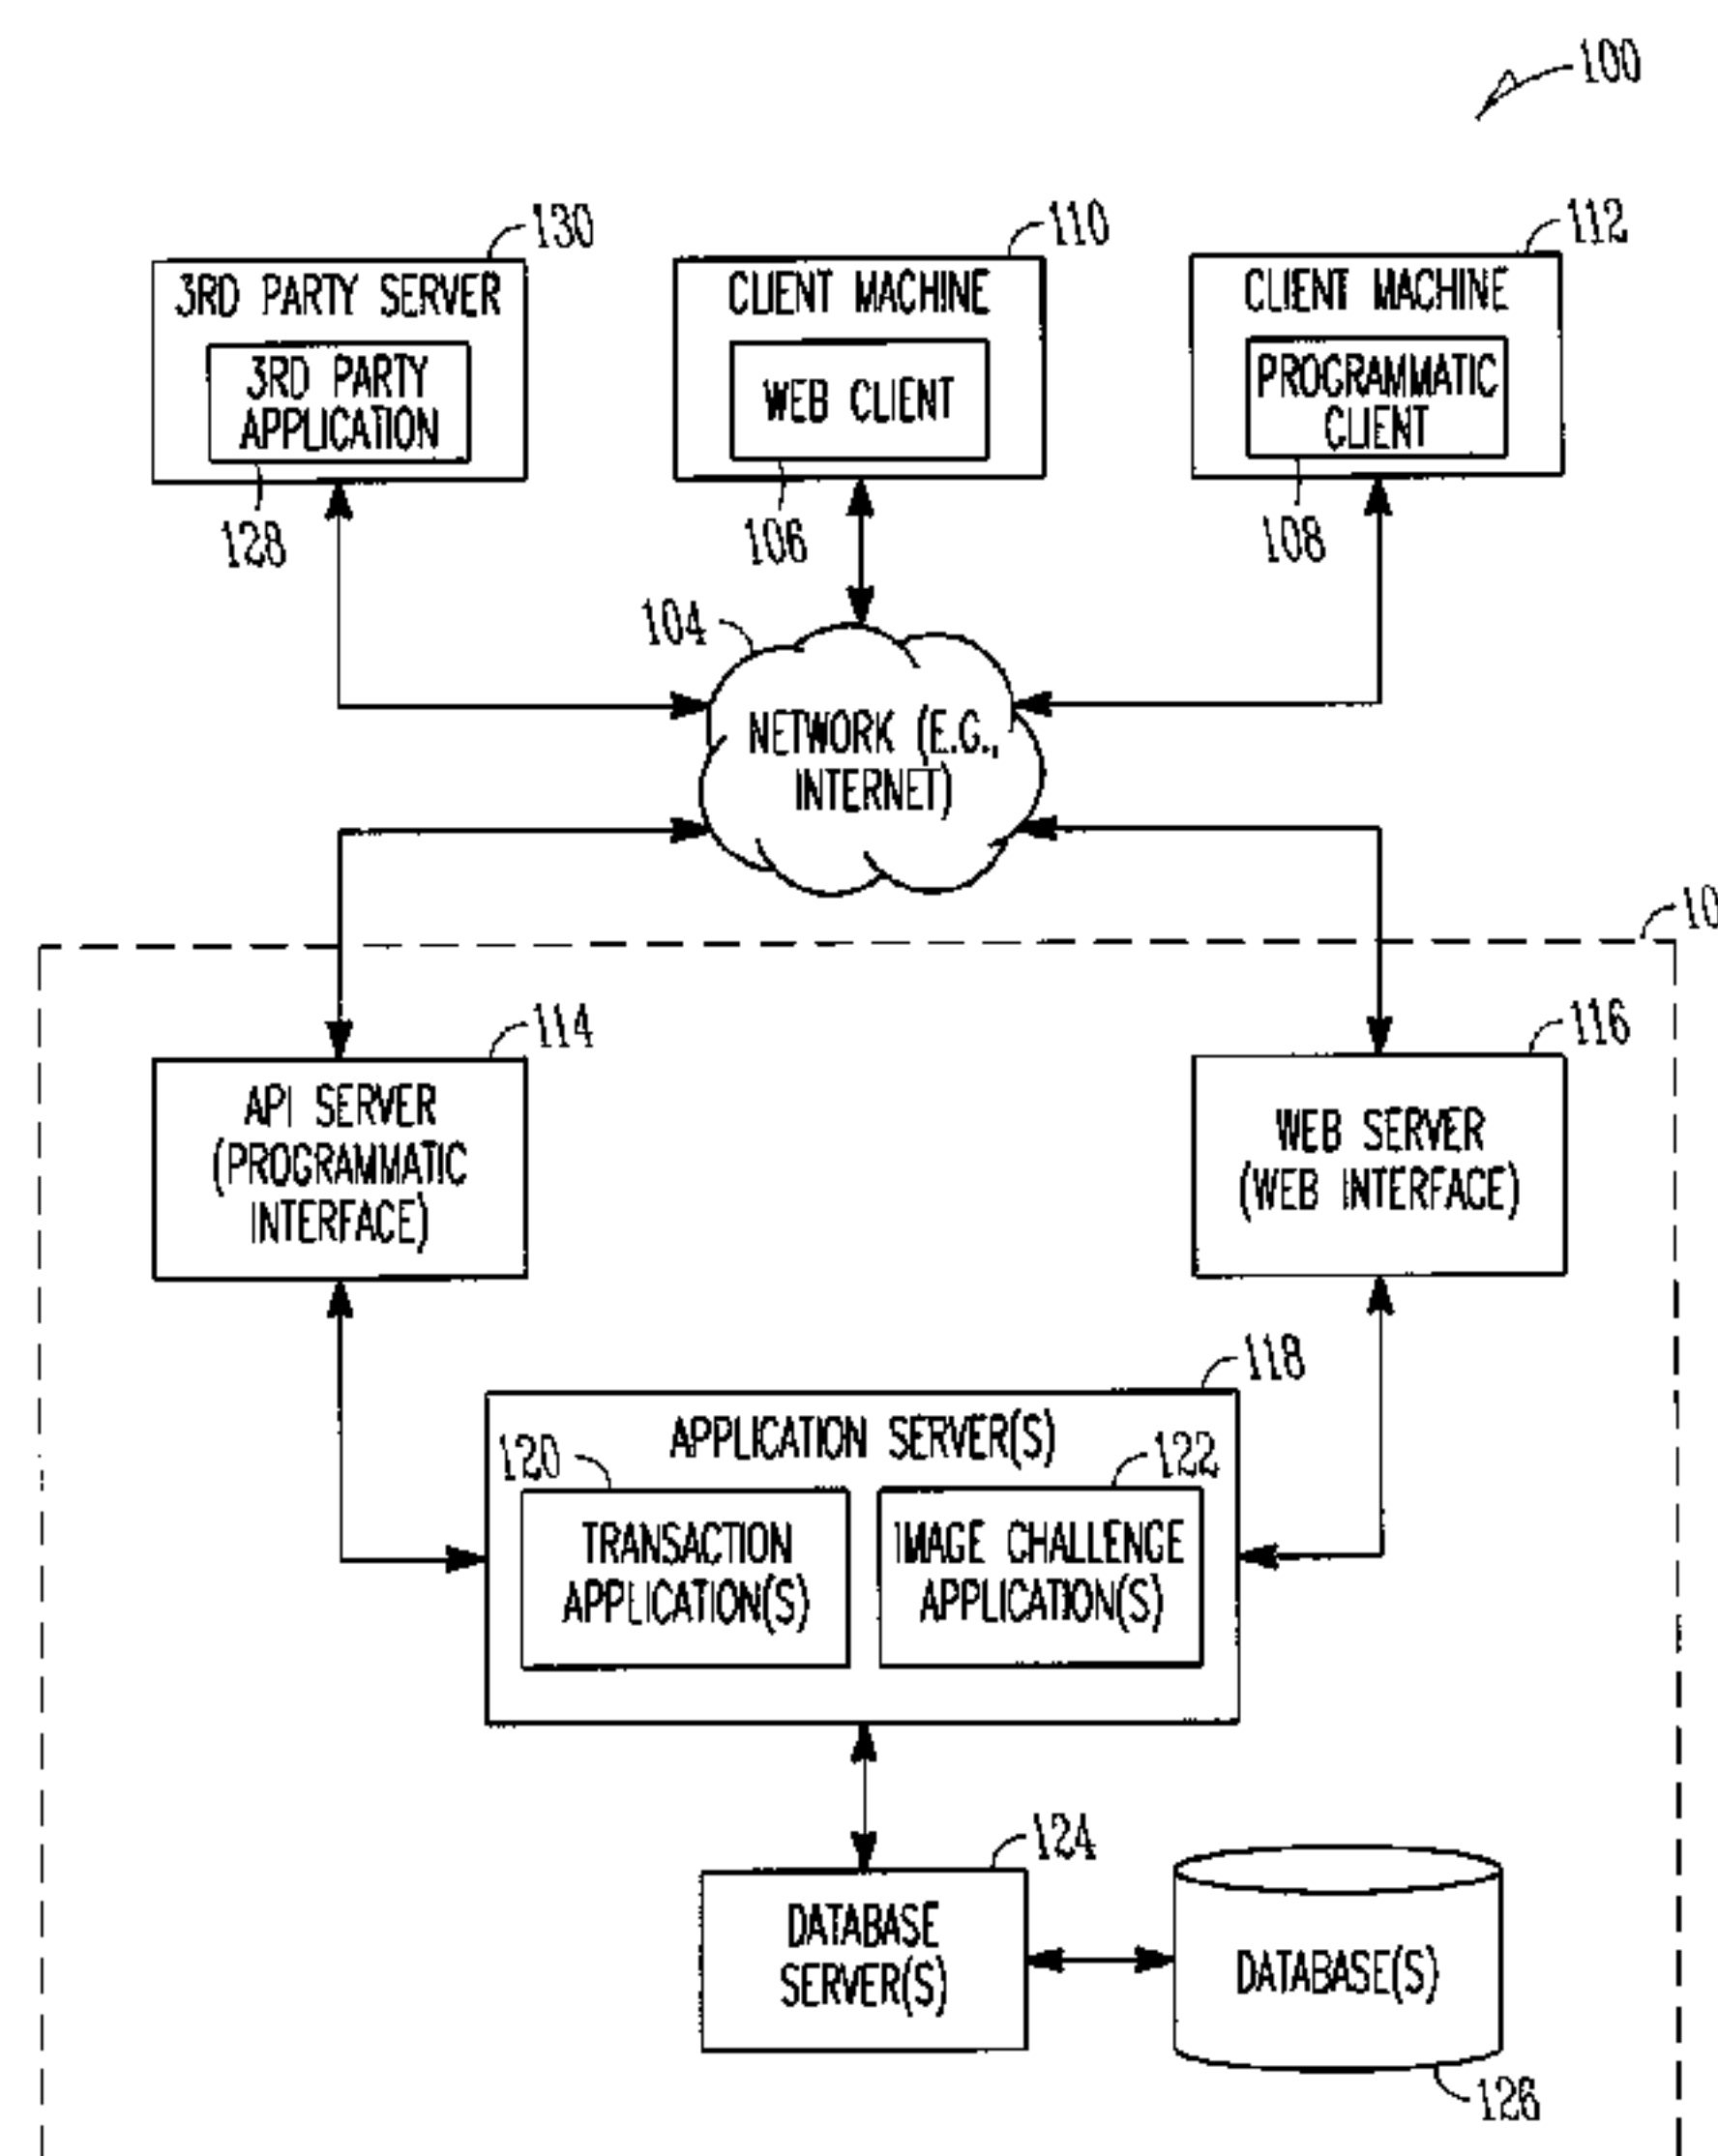 100
130
110
112
3RD PARTY SERVER
CLIENT MACHINE
CLIENT MACHINE
3RD PARTY
APPLICATION
WEB CLIENT
PROGRAMMATIC
CLIENT
128
106
108
104
NETWORK (E.G.,
INTERNET)
114
116
API SERVER
(PROGRAMMATIC
INTERFACE)
WEB SERVER
(WEB INTERFACE)
118
APPLICATION SERVER(S)
120
122
TRANSACTION
APPLICATION(S)
IMAGE CHALLENGE
APPLICATION(S)
124
DATABASE
SERVER(S)
DATABASE(S)
126